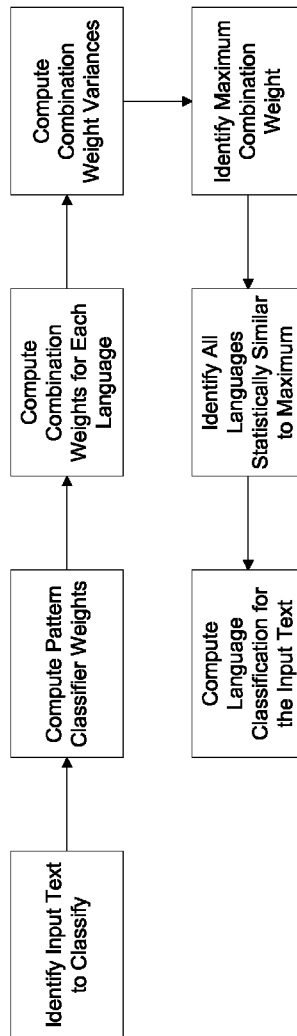 Identify Input Text
to Classify
Compute Pattern
Classifier Weights
Compute
Combination
Weights for Each
Language
Compute
Combination
Weight Variances
Identify Maximum
Combination
Weight
Identify All
Languages
Statistically Similar
to Maximum
Compute
Language
Classification for
the Input Text